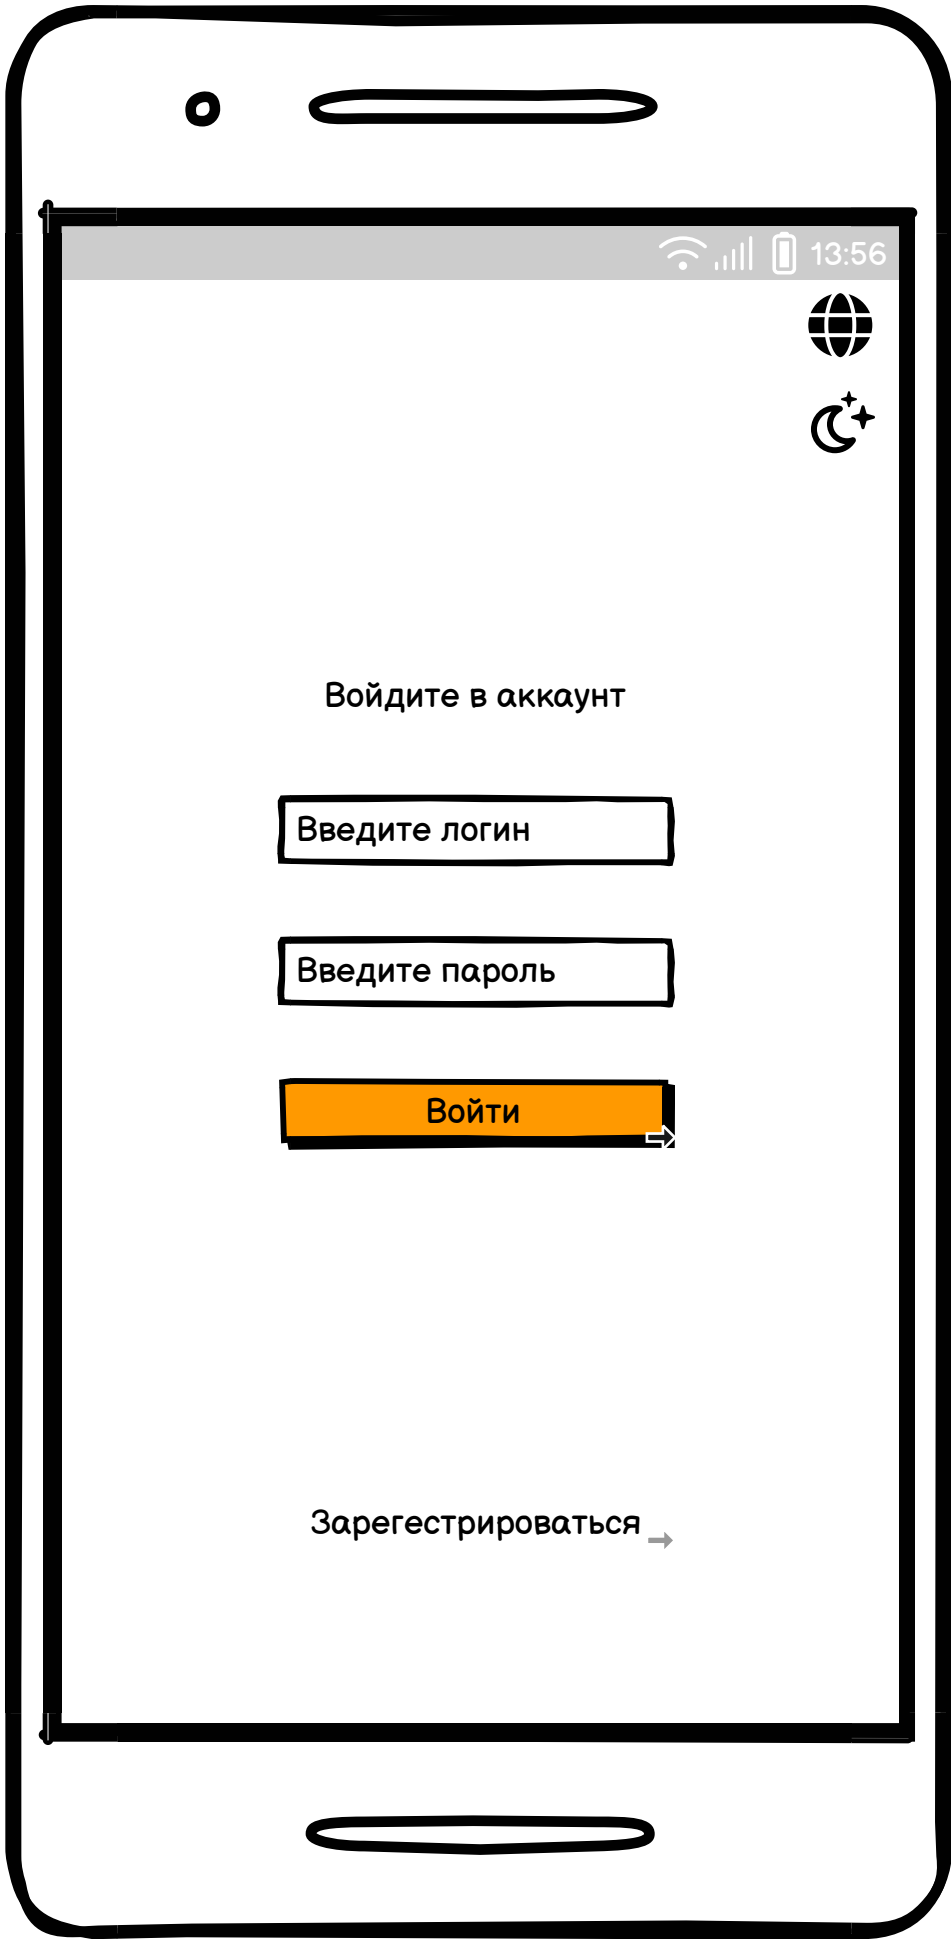 13:56
Войдите в аккаунт
Введите логин
Введите пароль
Войти
Зарегестрироваться